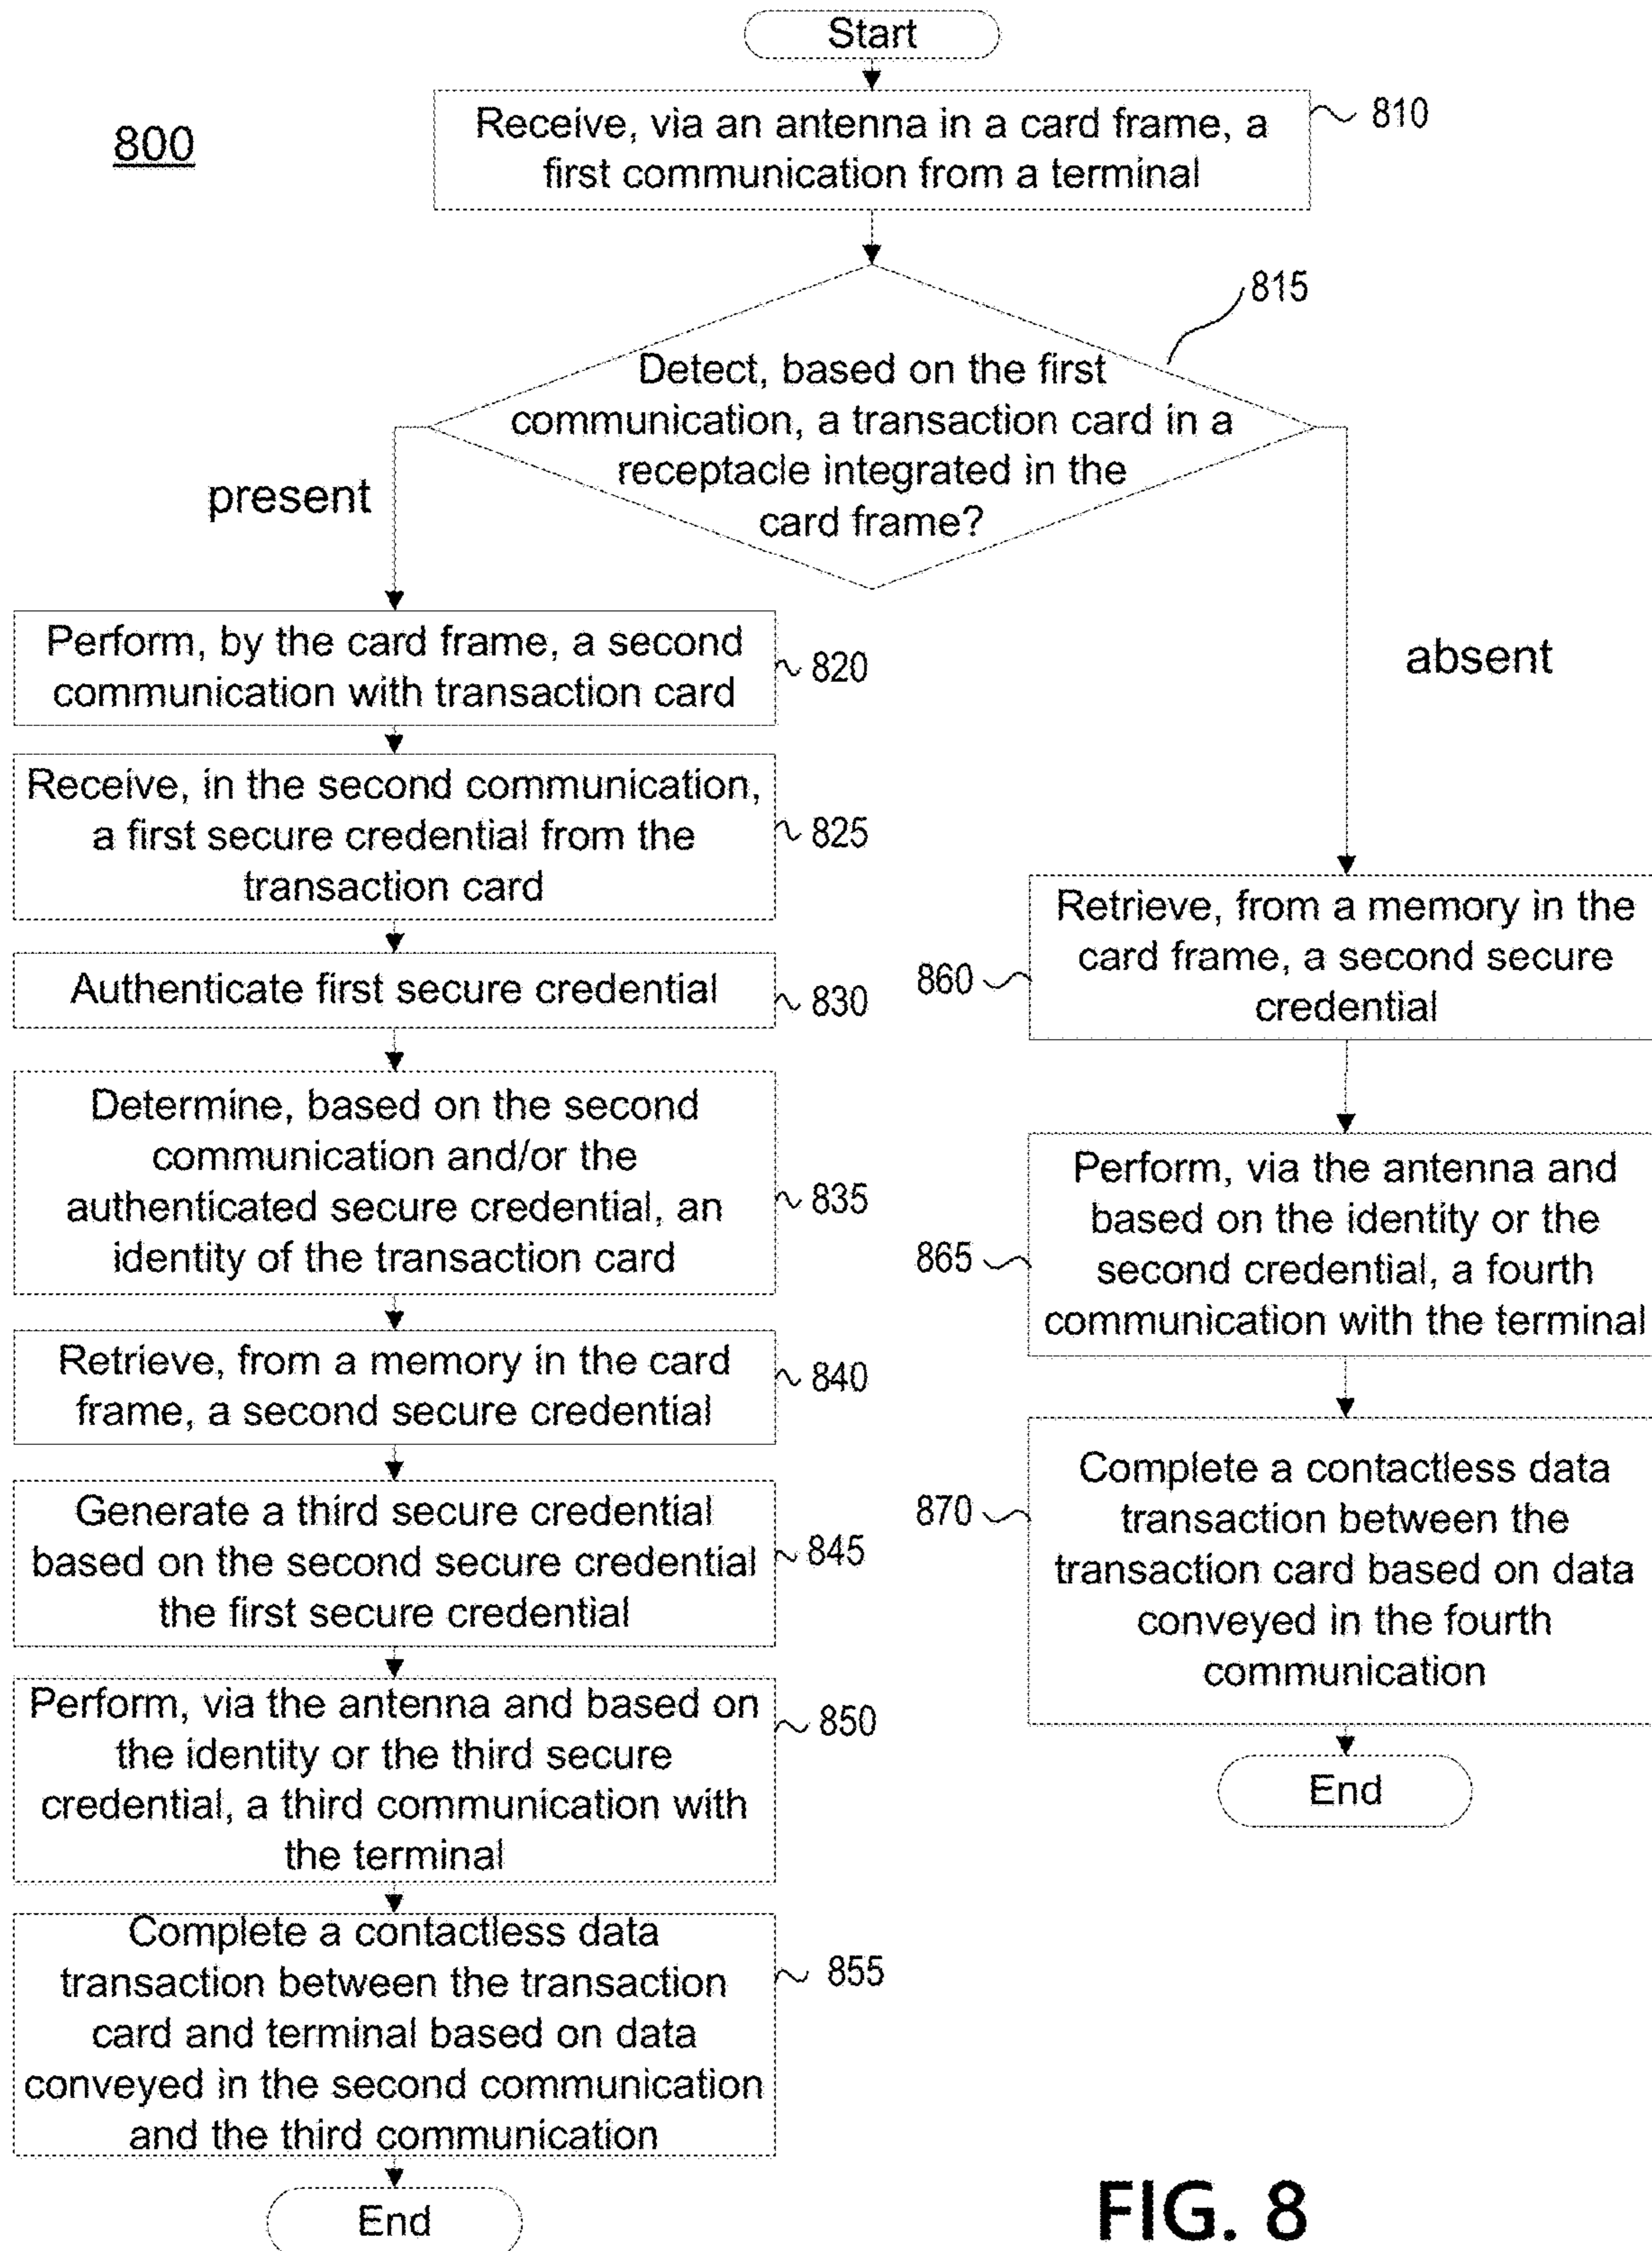 Start
800
Receive, via an antenna in a card frame, a
first communication from a terminal
810
815
Detect, based on the first
communication, a transaction card in a
receptacle integrated in the
card frame?
present
absent
Perform, by the card frame, a second
communication with transaction card
820
Receive, in the second communication,
a first secure credential from the
transaction card
825
Authenticate first secure credential
830
Determine, based on the second
communication and/or the
authenticated secure credential, an
identity of the transaction card
835
Retrieve, from a memory in the card
frame, a second secure credential
840
Generate a third secure credential
based on the second secure credential
the first secure credential
845
Perform, via the antenna and based on
the identity or the third secure
credential, a third communication with
the terminal
850
Complete a contactless data
transaction between the transaction
card and terminal based on data
conveyed in the second communication
and the third communication
855
End
Retrieve, from a memory in the
card frame, a second secure
credential
860
Perform, via the antenna and
based on the identity or the
second credential, a fourth
communication with the terminal
865
Complete a contactless data
transaction between the
transaction card based on data
conveyed in the fourth
communication
870
End
FIG. 8